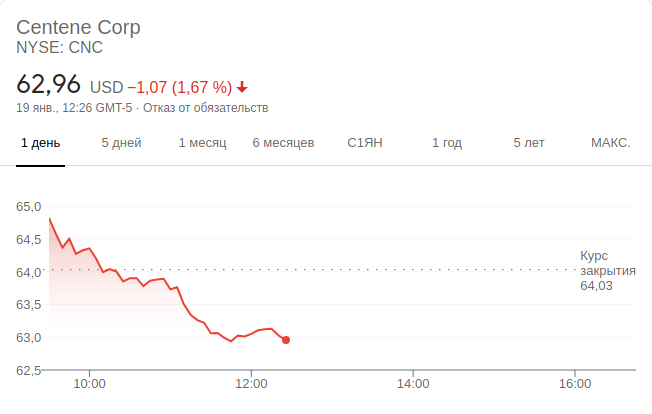 Centene Corp
NYSE: CNC
62,96 USD −1,07 (1,67 %)
19 янв., 12:26 GMT-5 · Отказ от обязательств
1 день 5 дней 1 месяц 6 месяцев С1ЯН 1 год 5 лет МАКС.
65,0
64,5
64,0
63,5
63,0
62,5
Курс
закрытия
64,03
10:00 12:00 14:00 16:00